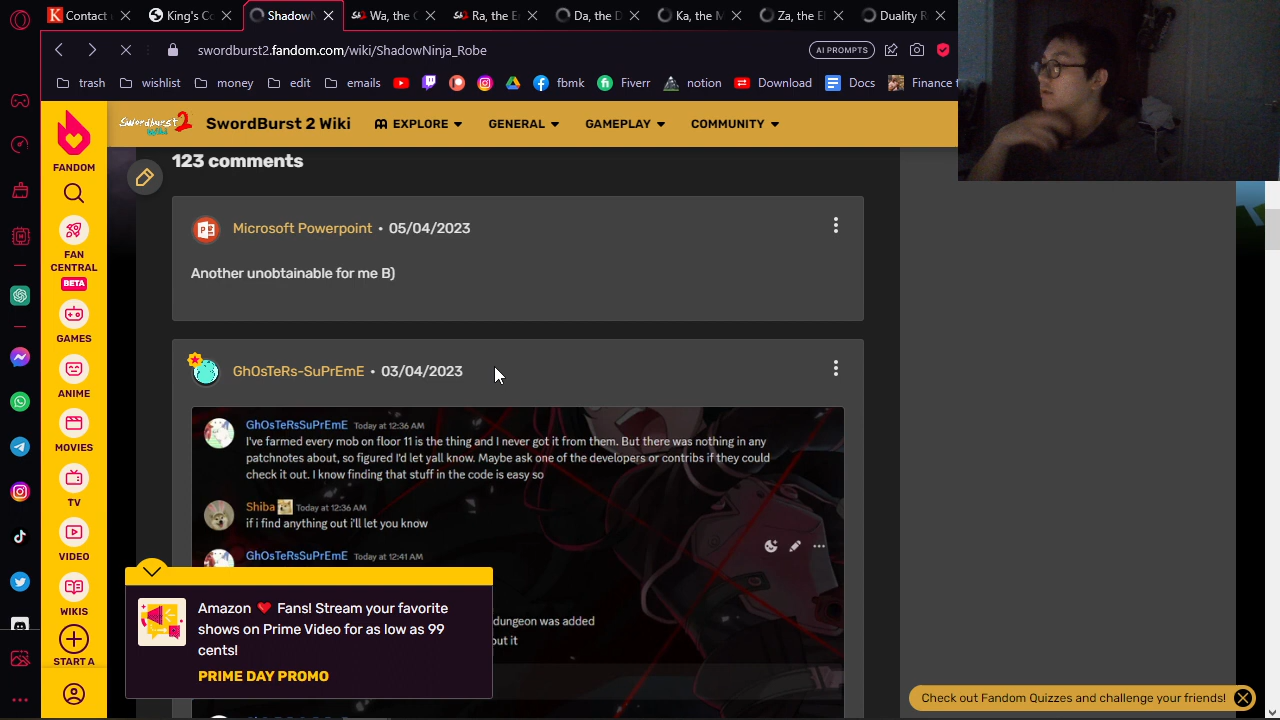 Contact
King's Co
ShadowN
Wa, the C
Ra, the E
Da, the D
Ka, the M
Za, the El
Duality R
swordburst2.fandom.com/wiki/ShadowNinja_Robe
AI PROMPTS
trash
wishlist
money
edit
emails
fbmk
Fiverr
notion
Download
Docs
Finance t
FANDOM
FAN CENTRAL
BETA
GAMES
ANIME
MOVIES
TV
VIDEO
WIKIS
START A
SwordBurst 2 Wiki
EXPLORE
GENERAL
GAMEPLAY
COMMUNITY
123 comments
Microsoft Powerpoint • 05/04/2023
Another unobtainable for me B)
GhOsTeRs-SuPrEmE • 03/04/2023
GhOsTeRsSuPrEmE Today at 12:36 AM
I've farmed every mob on floor 11 is the thing and I never got it from them. But there was nothing in any
patchnotes about, so figured I'd let yall know. Maybe ask one of the developers or contribs if they could
check it out. I know finding that stuff in the code is easy so
Shiba Today at 12:36 AM
if i find anything out i'll let you know
GhOsTeRsSuPrEmE Today at 12:41 AM
dungeon was added
out it
Amazon ❤ Fans! Stream your favorite
shows on Prime Video for as low as 99
cents!
PRIME DAY PROMO
Check out Fandom Quizzes and challenge your friends!